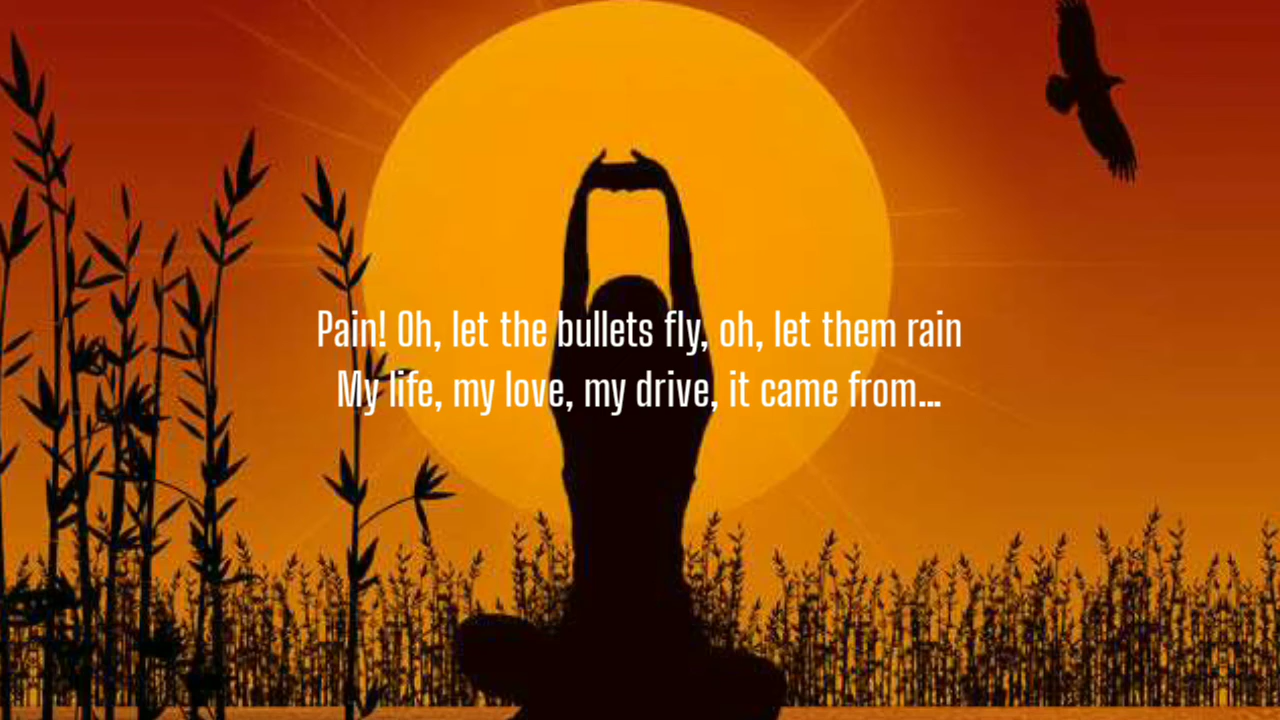 Pain! Oh, let the bullets fly, oh, let them rain
My life, my love, my drive, it came from...